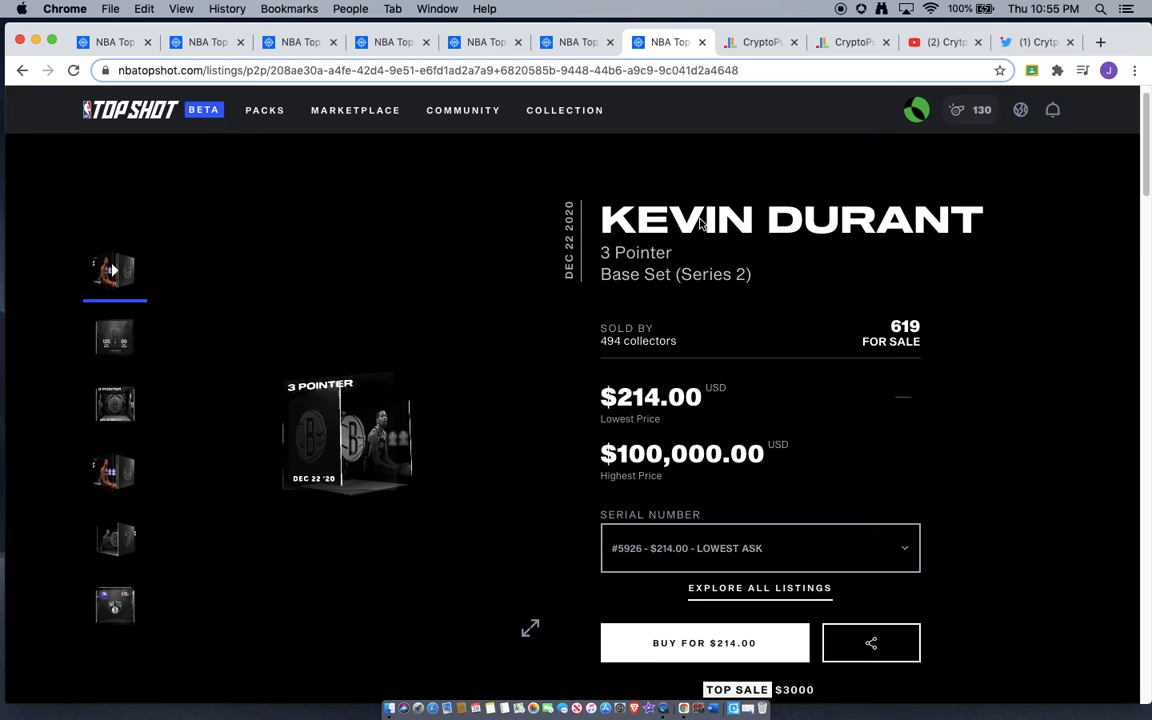 Chrome File Edit View History Bookmarks People Tab Window Help 100% Thu 10:55 PM
NBA Top NBA Top NBA Top NBA Top NBA Top NBA Top NBA Top CryptoPu CryptoPu (2) Crytp (1) Crytp
nbatopshot.com/listings/p2p/208ae30a-a4fe-42d4-9e51-e6fd1ad2a7a9+6820585b-9448-44b6-a9c9-9c041d2a4648
TOP SHOT BETA PACKS MARKETPLACE COMMUNITY COLLECTION 130
DEC 22 2020
KEVIN DURANT
3 Pointer
Base Set (Series 2)
SOLD BY
494 collectors
619
FOR SALE
$214.00 USD
Lowest Price
$100,000.00 USD
Highest Price
SERIAL NUMBER
#5926 - $214.00 - LOWEST ASK
EXPLORE ALL LISTINGS
BUY FOR $214.00
TOP SALE $3000
3 POINTER
DEC 22 '20